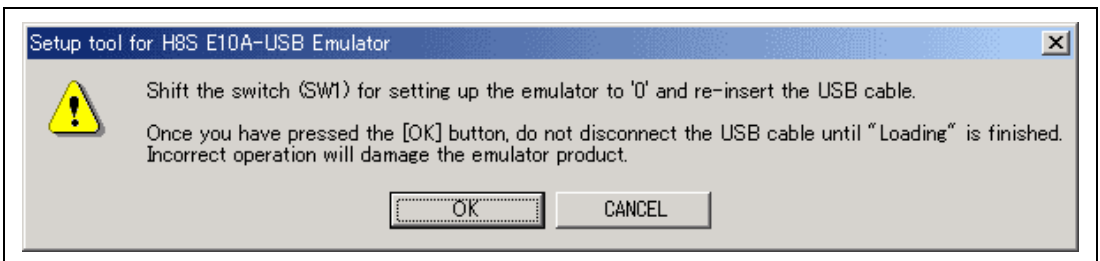 Setup tool for H8S E10A-USB Emulator
Shift the switch (SW1) for setting up the emulator to '0' and re-insert the USB cable.
Once you have pressed the [OK] button, do not disconnect the USB cable until "Loading" is finished.
Incorrect operation will damage the emulator product.
OK
CANCEL